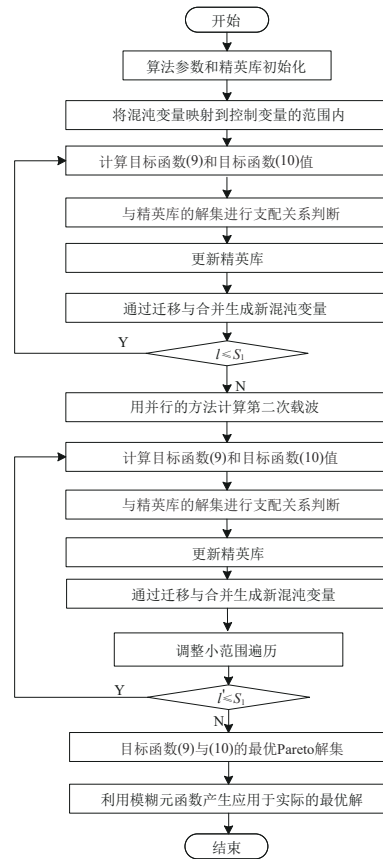 开始
算法参数和精英库初始化
将混沌变量映射到控制变量的范围内
计算目标函数(9)和目标函数(10)值
与精英库的解集进行支配关系判断
更新精英库
通过迁移与合并生成新混沌变量
Y
l≤S₁
N
用并行的方法计算第二次载波
计算目标函数(9)和目标函数(10)值
与精英库的解集进行支配关系判断
更新精英库
通过迁移与合并生成新混沌变量
调整小范围遍历
Y
l'≤S₁
N
目标函数(9)与(10)的最优Pareto解集
利用模糊元函数产生应用于实际的最优解
结束